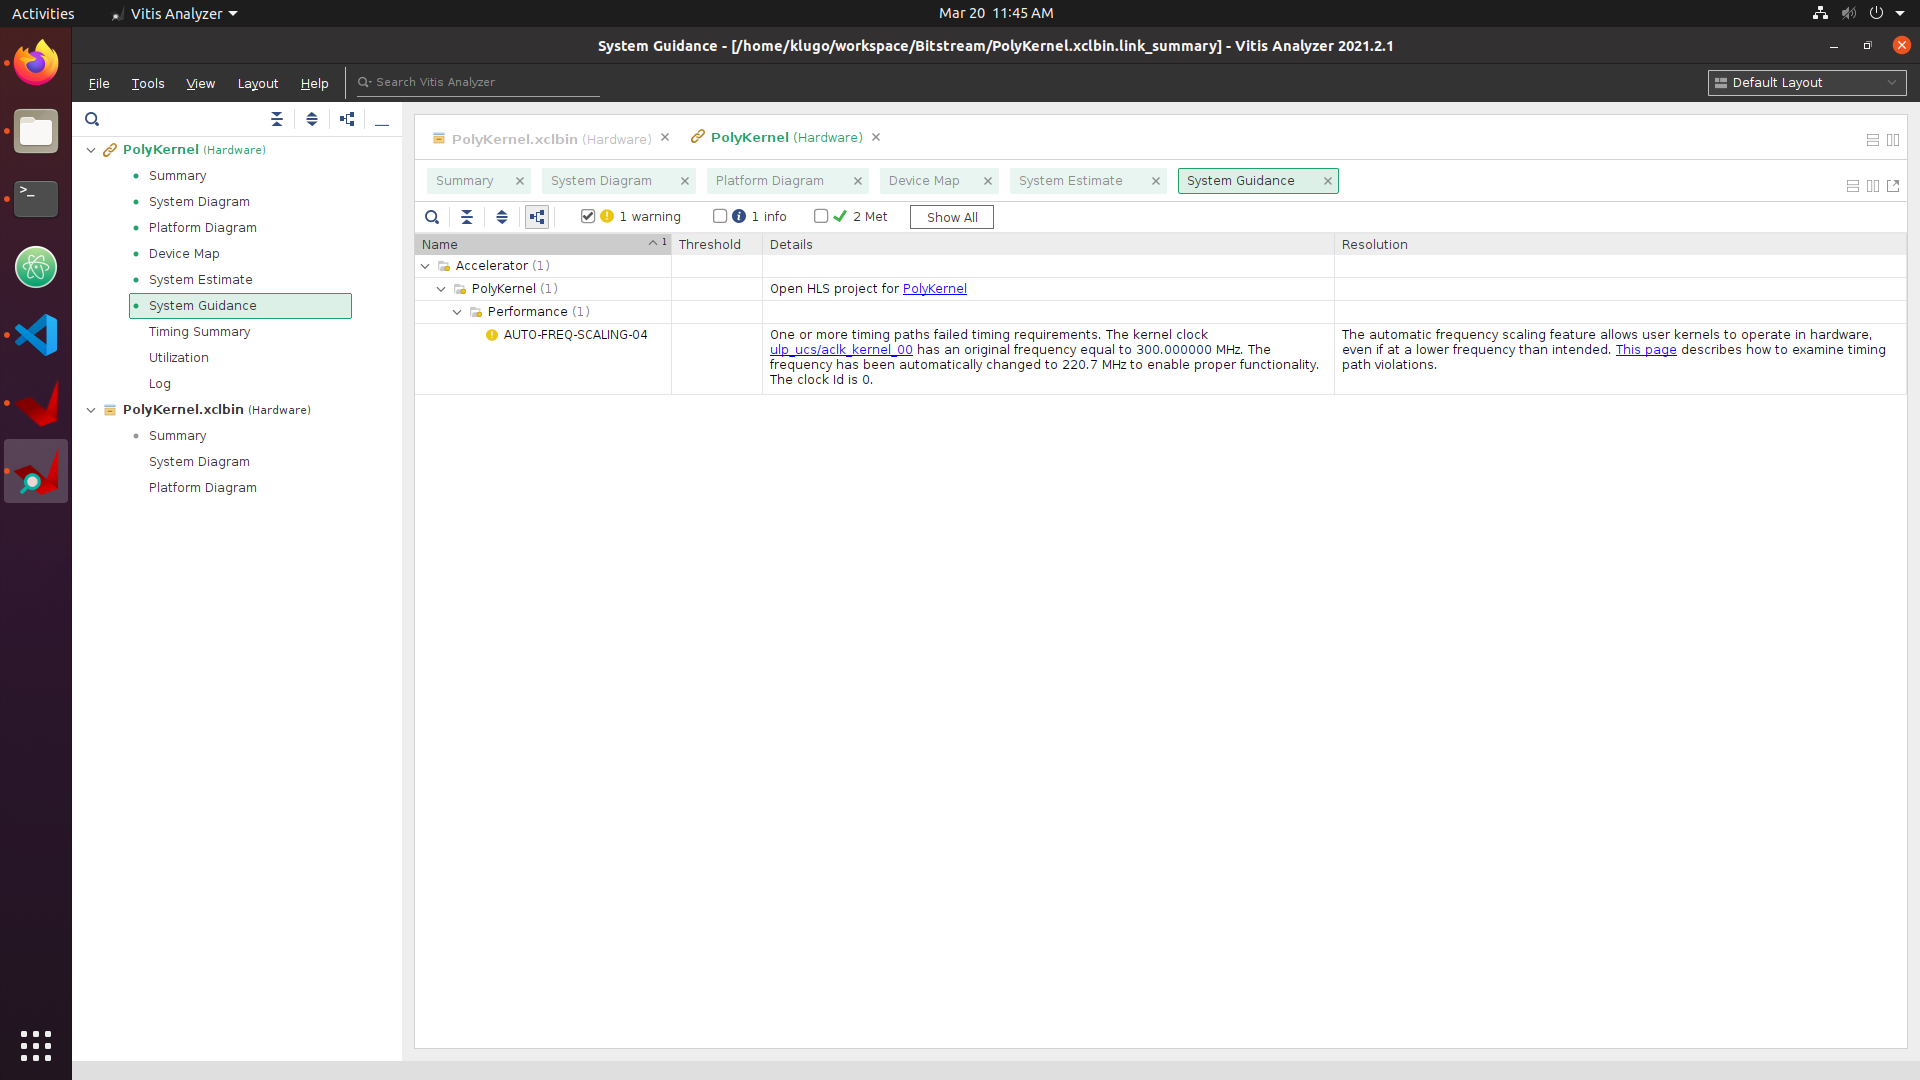 Activities
Vitis Analyzer
Mar 20 11:45 AM
System Guidance - [/home/klugo/workspace/Bitstream/PolyKernel.xclbin.link_summary] - Vitis Analyzer 2021.2.1
File Tools View Layout Help
Search Vitis Analyzer
Default Layout
PolyKernel (Hardware)
Summary
System Diagram
Platform Diagram
Device Map
System Estimate
System Guidance
Timing Summary
Utilization
Log
PolyKernel.xclbin (Hardware)
Summary
System Diagram
Platform Diagram
PolyKernel.xclbin (Hardware)
PolyKernel (Hardware)
Summary
System Diagram
Platform Diagram
Device Map
System Estimate
System Guidance
1 warning
1 info
2 Met
Show All
Name 1
Threshold
Details
Resolution
Accelerator (1)
PolyKernel (1)
Open HLS project for PolyKernel
Performance (1)
AUTO-FREQ-SCALING-04
One or more timing paths failed timing requirements. The kernel clock
ulp_ucs/aclk_kernel_00 has an original frequency equal to 300.000000 MHz. The
frequency has been automatically changed to 220.7 MHz to enable proper functionality.
The clock Id is 0.
The automatic frequency scaling feature allows user kernels to operate in hardware,
even if at a lower frequency than intended. This page describes how to examine timing
path violations.